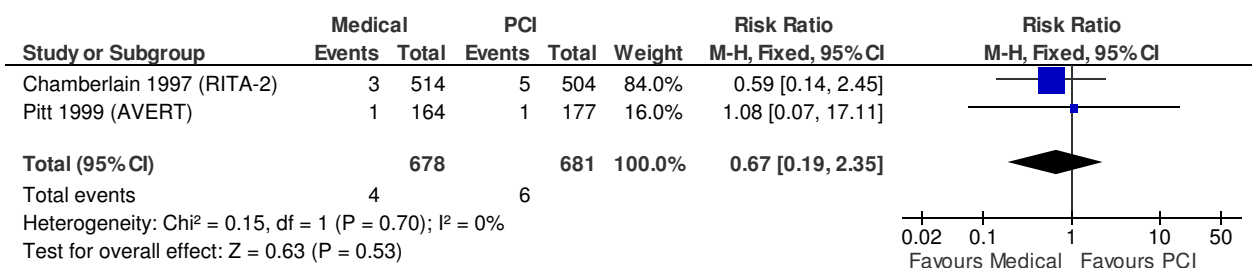 Medical PCI Risk Ratio Risk Ratio
Study or Subgroup Events Total Events Total Weight M-H, Fixed, 95% CI M-H, Fixed, 95% CI
Chamberlain 1997 (RITA-2) 3 514 5 504 84.0% 0.59 [0.14, 2.45]
Pitt 1999 (AVERT) 1 164 1 177 16.0% 1.08 [0.07, 17.11]
Total (95% CI) 678 681 100.0% 0.67 [0.19, 2.35]
Total events 4 6
Heterogeneity: Chi² = 0.15, df = 1 (P = 0.70); I² = 0%
Test for overall effect: Z = 0.63 (P = 0.53)
0.02 0.1 1 10 50
Favours Medical Favours PCI